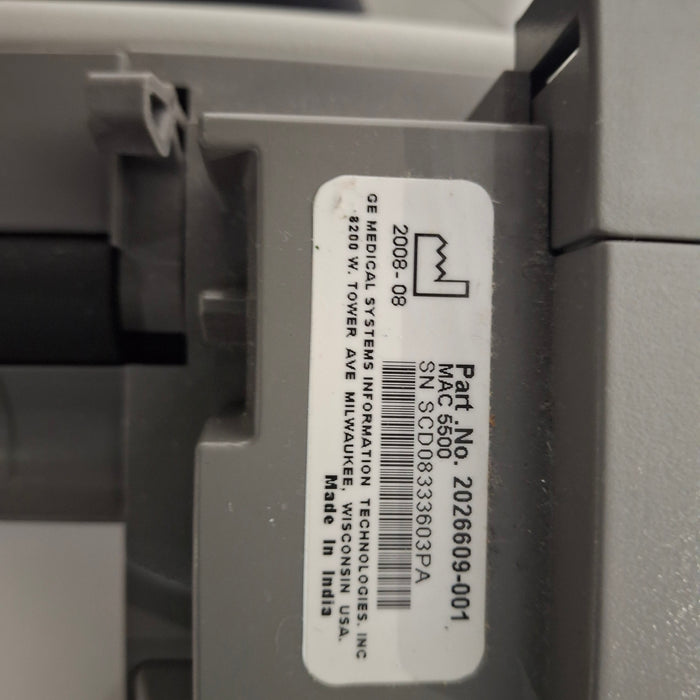 Part .No. 2026609-001
MAC 5500
SN SCD08333603PA
2008-08
GE MEDICAL SYSTEMS INFORMATION TECHNOLOGIES, INC
8200 W. TOWER AVE MILWAUKEE, WISCONSIN USA.
Made In India